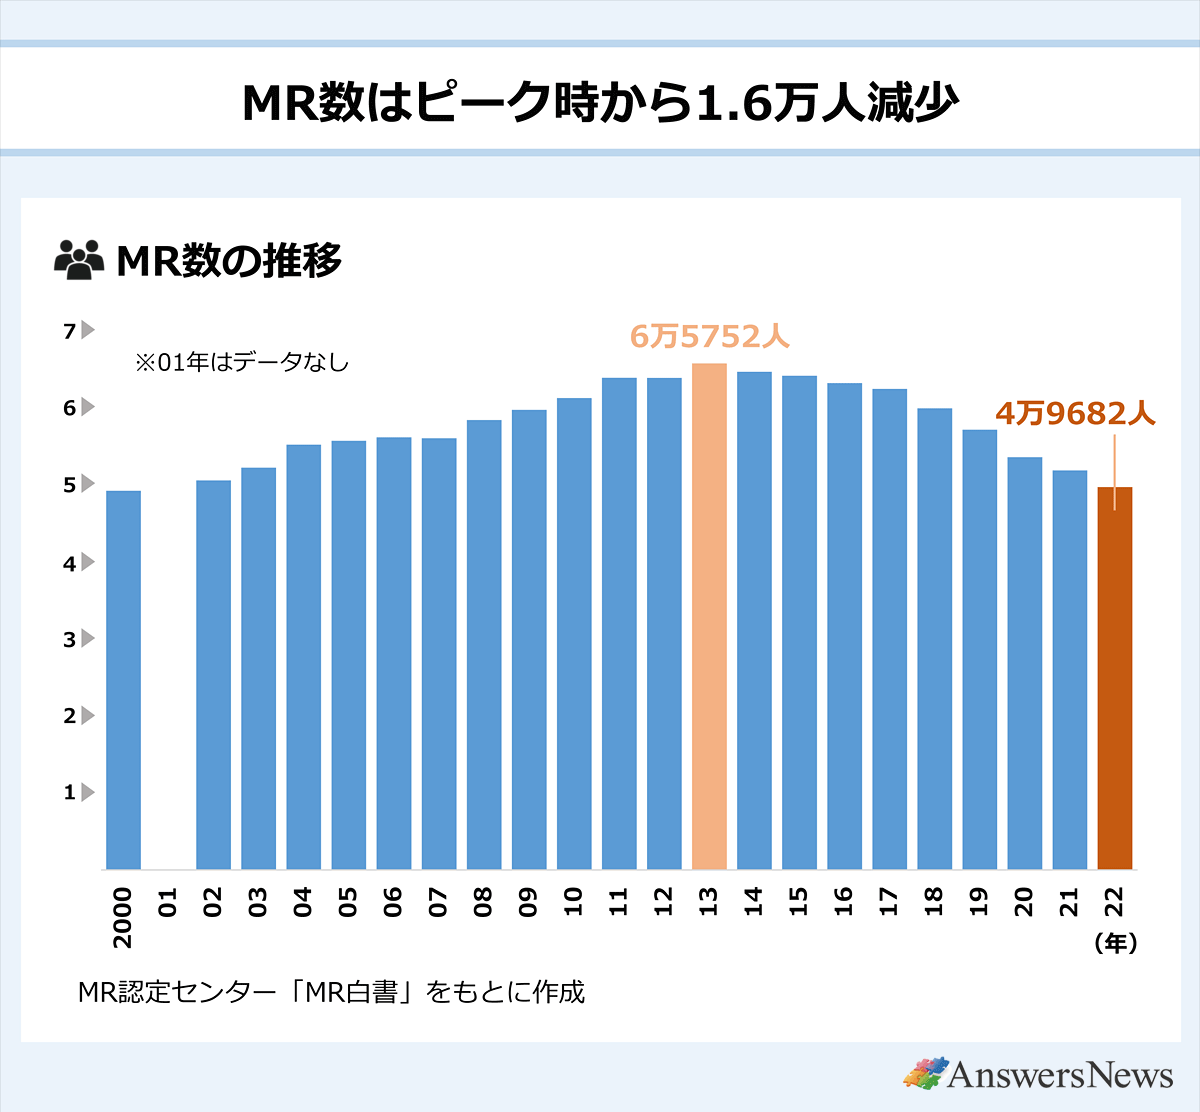 MR数はピーク時から1.6万人減少
MR数の推移
7
6万5752人
※01年はデータなし
6
4万9682人
5
4
3
2
1
2000 01 02 03 04 05 06 07 08 09 10 11 12 13 14 15 16 17 18 19 20 21 22
(年)
MR認定センター「MR白書」をもとに作成
AnswersNews